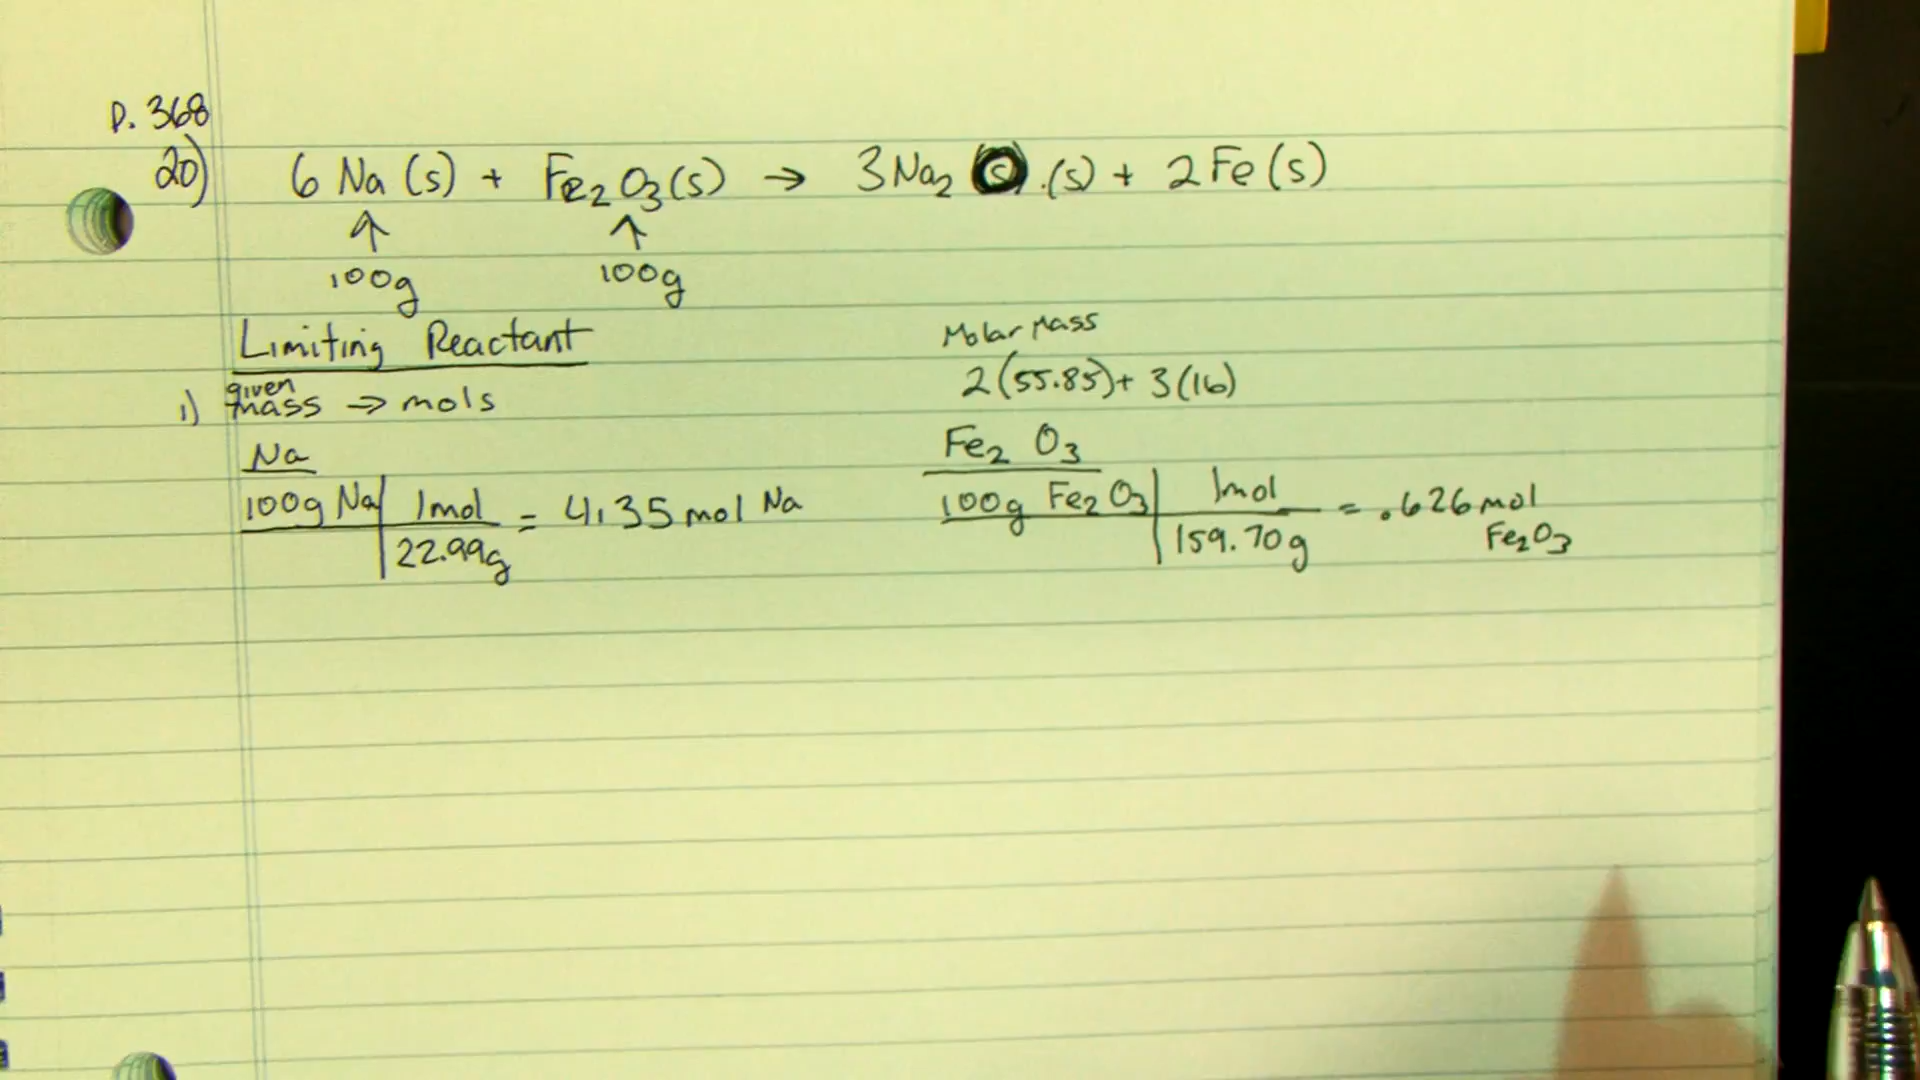 P. 368
20) 6 Na (s) + Fe₂O₃(s) → 3Na₂ O (s) + 2Fe(s)
↑ ↑
100g 100g
Limiting Reactant
Molar Mass
2(55.85)+ 3(16)
given
1) mass → mols
Na
100g Na | 1mol = 4.35 mol Na
22.99g
Fe₂ O₃
100g Fe₂O₃ | 1mol = .626 mol
159.70g Fe₂O₃